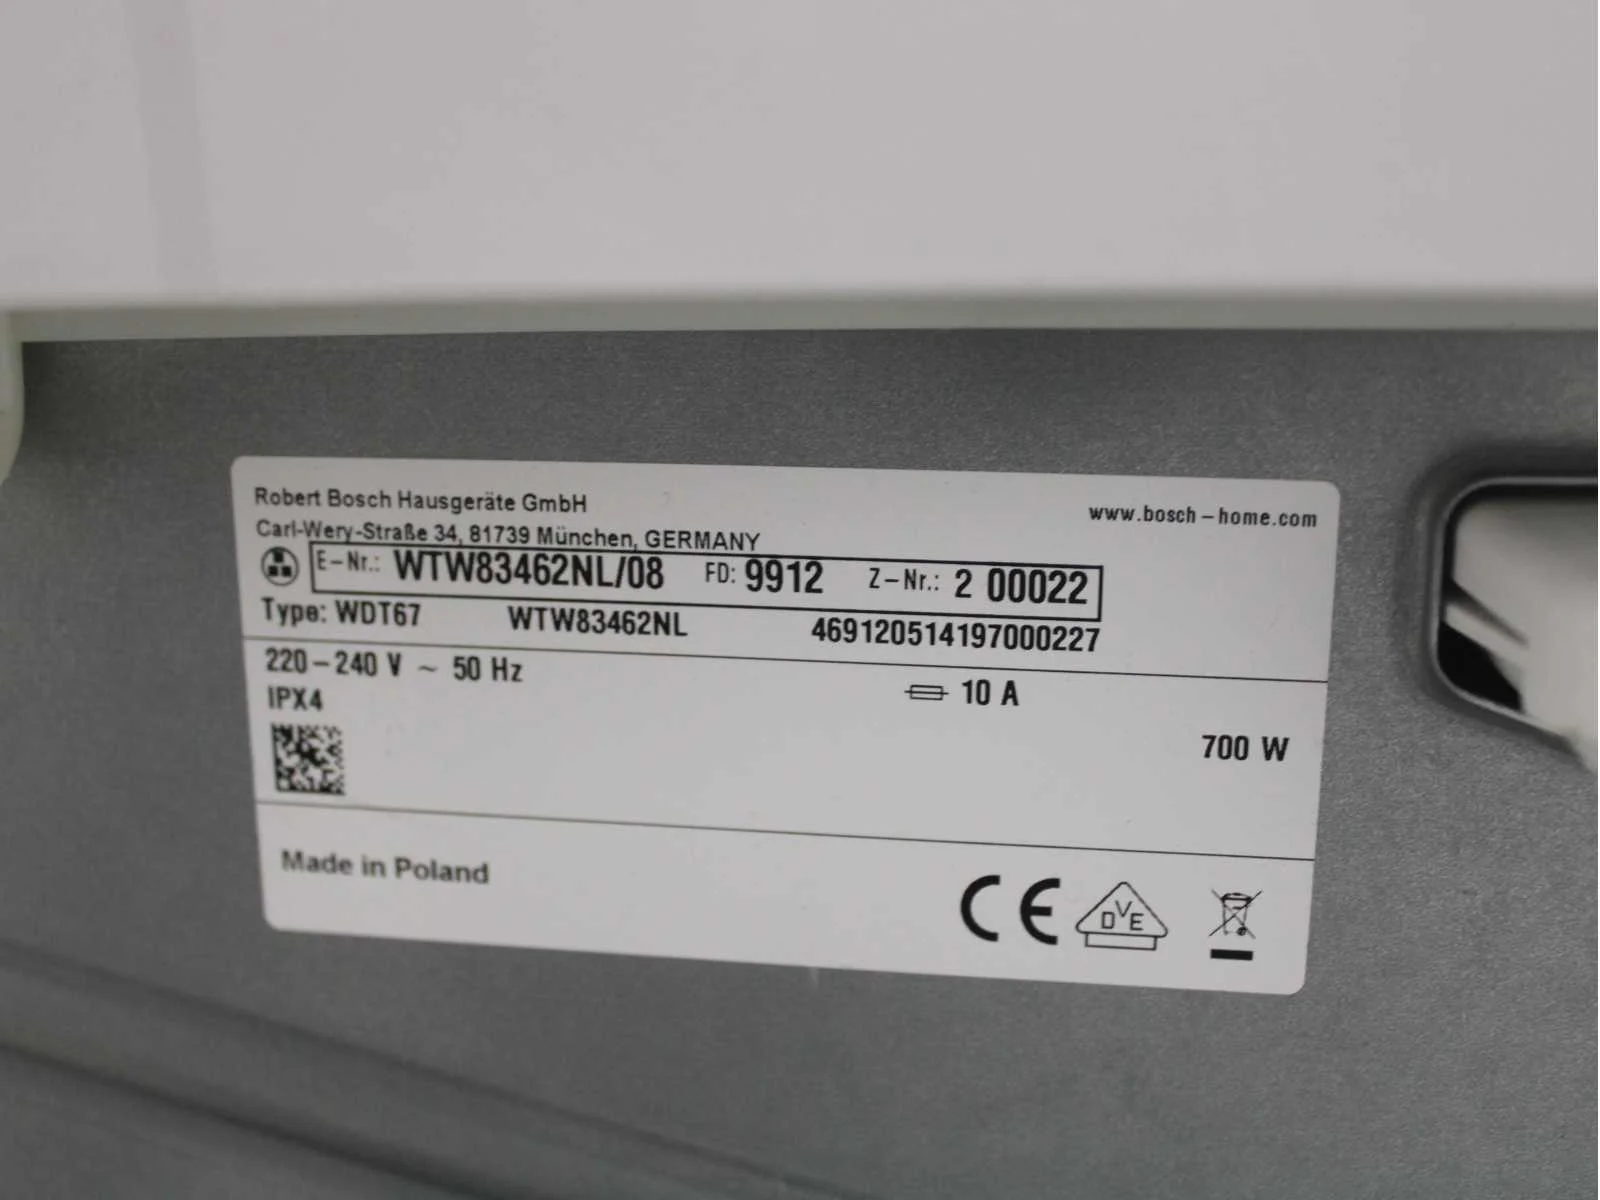 Robert Bosch Hausgeräte GmbH
www.bosch-home.com
Carl-Wery-Straße 34, 81739 München, GERMANY
E-Nr.: WTW83462NL/08 FD: 9912 Z-Nr.: 2 00022
Type: WDT67 WTW83462NL 469120514197000227
220-240 V ~ 50 Hz 10 A
IPX4
700 W
Made in Poland
CE DVE